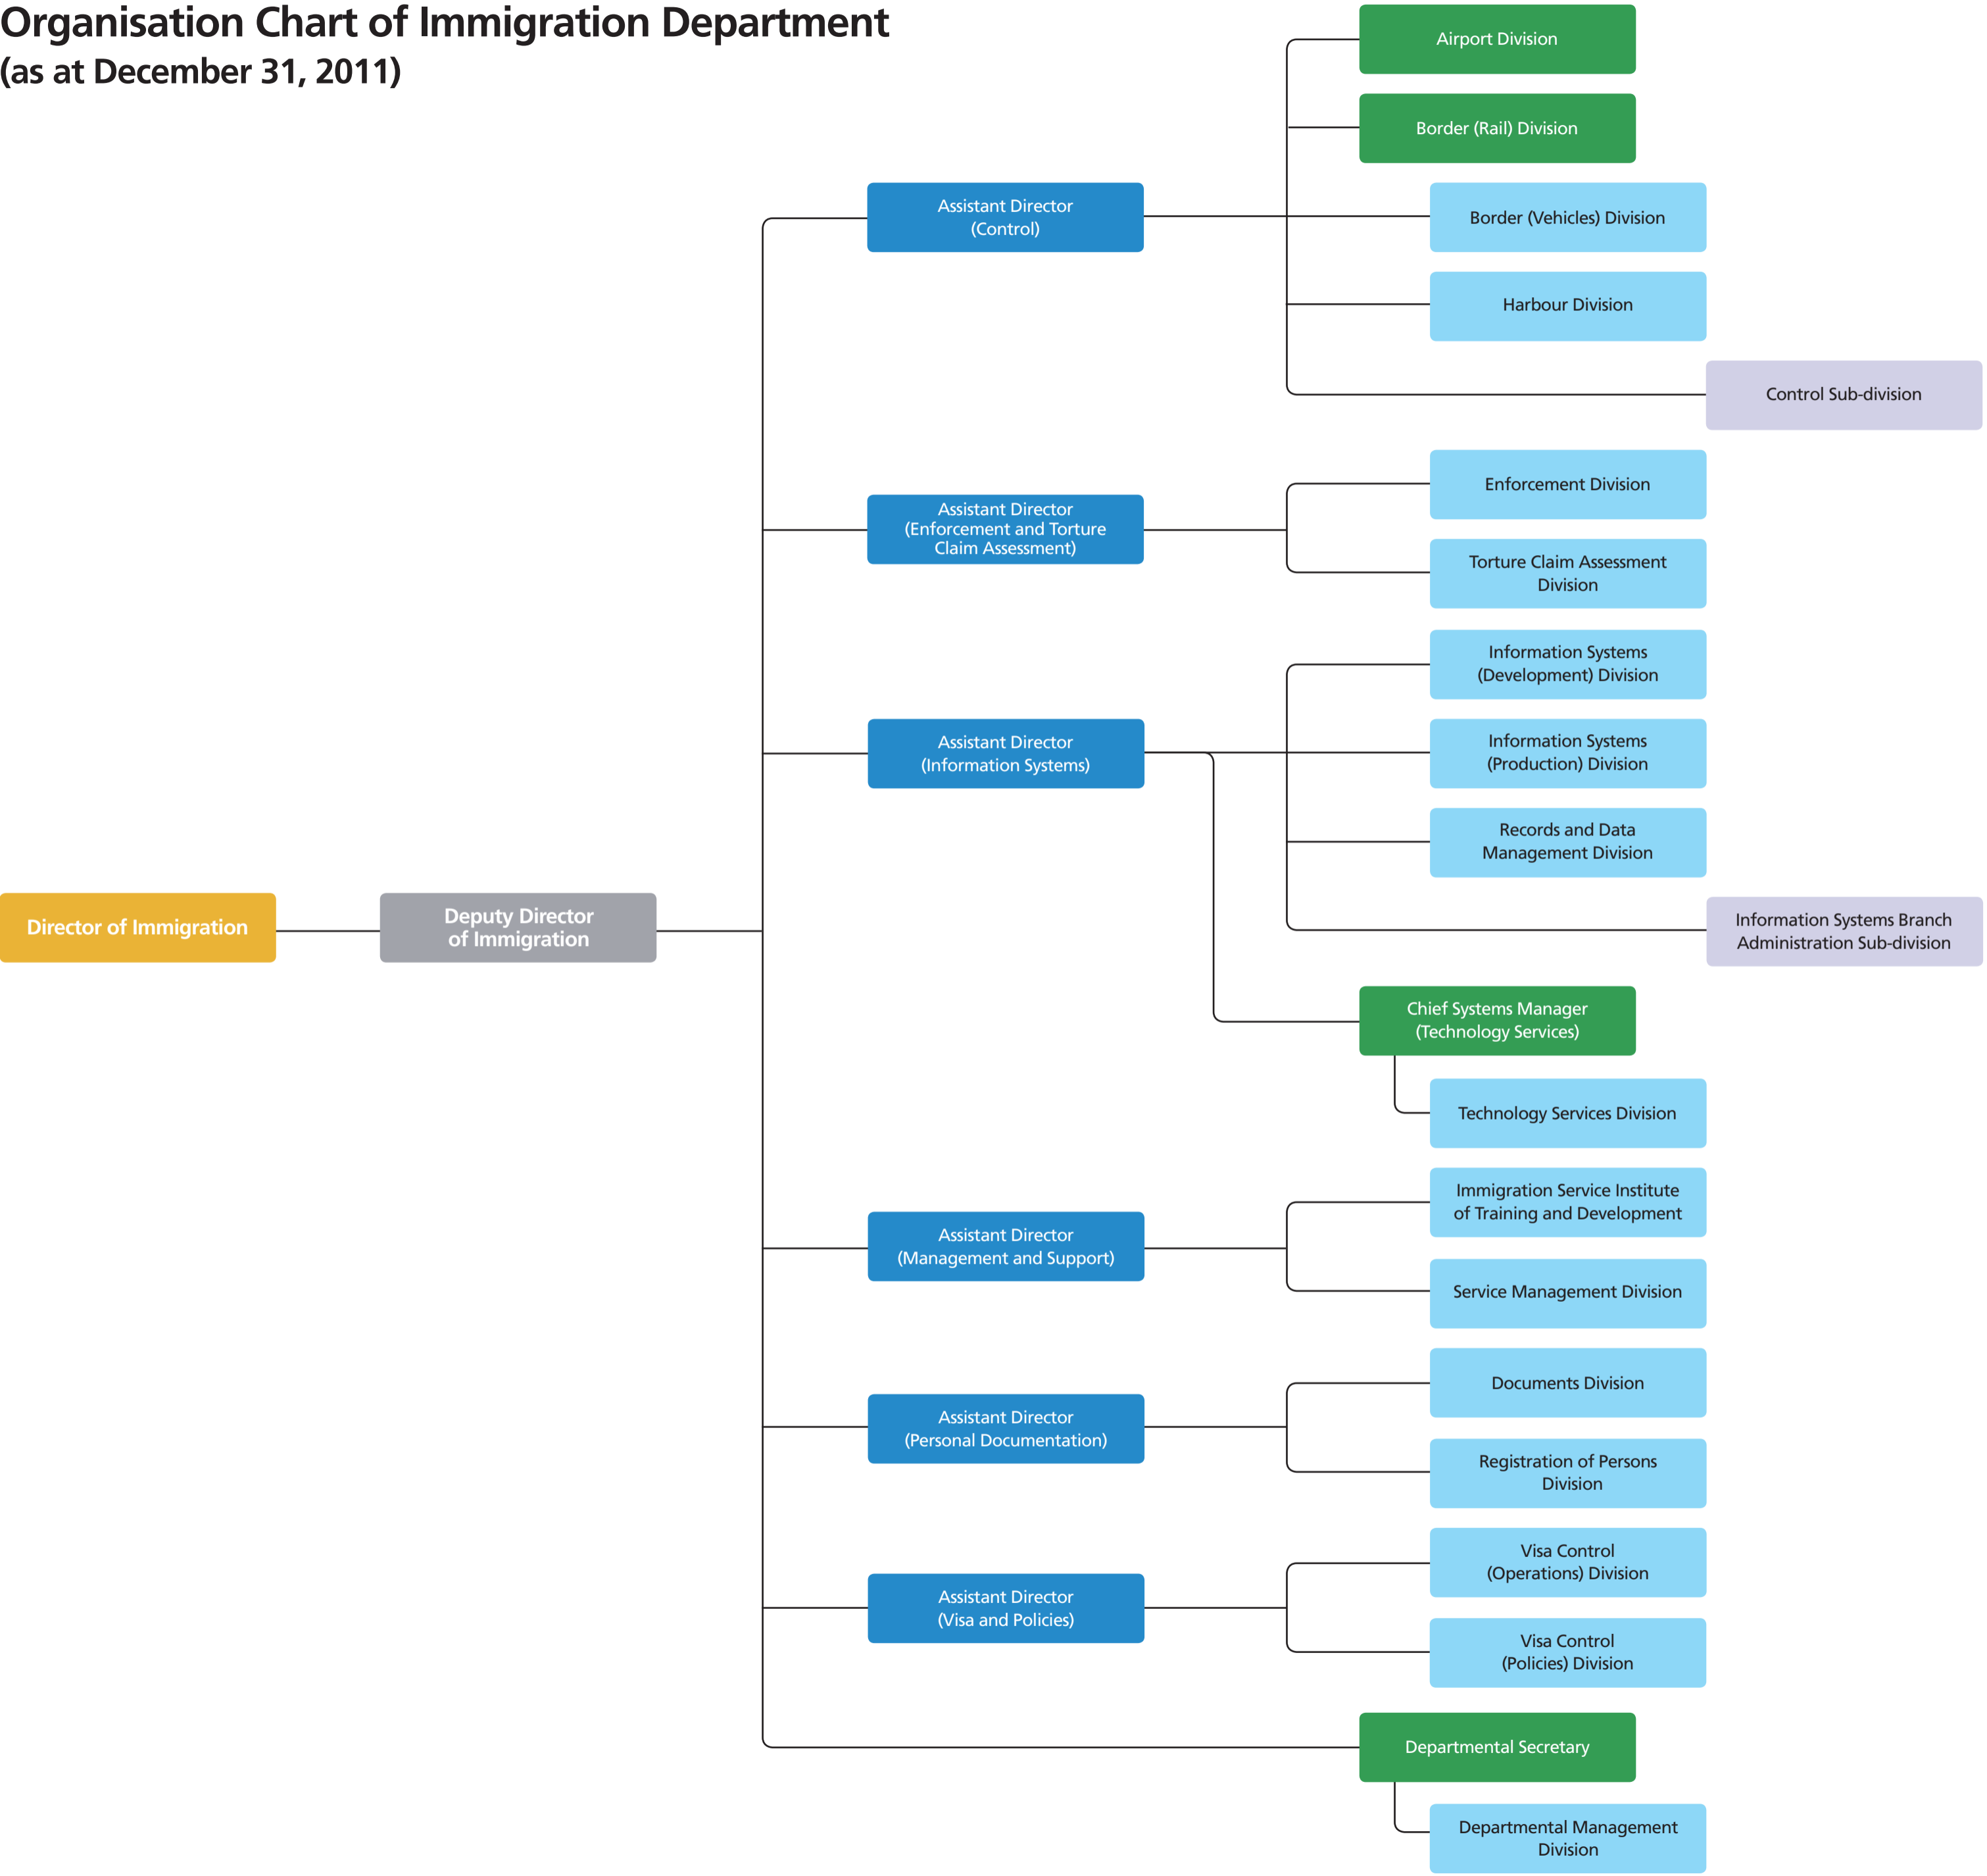 Organisation Chart of Immigration Department
(as at December 31, 2011)
Airport Division
Border (Rail) Division
Assistant Director
(Control)
Border (Vehicles) Division
Harbour Division
Control Sub-division
Enforcement Division
Assistant Director
(Enforcement and Torture
Claim Assessment)
Torture Claim Assessment
Division
Information Systems
(Development) Division
Assistant Director
(Information Systems)
Information Systems
(Production) Division
Records and Data
Management Division
Director of Immigration
Deputy Director
of Immigration
Information Systems Branch
Administration Sub-division
Chief Systems Manager
(Technology Services)
Technology Services Division
Immigration Service Institute
of Training and Development
Assistant Director
(Management and Support)
Service Management Division
Documents Division
Assistant Director
(Personal Documentation)
Registration of Persons
Division
Visa Control
(Operations) Division
Assistant Director
(Visa and Policies)
Visa Control
(Policies) Division
Departmental Secretary
Departmental Management
Division